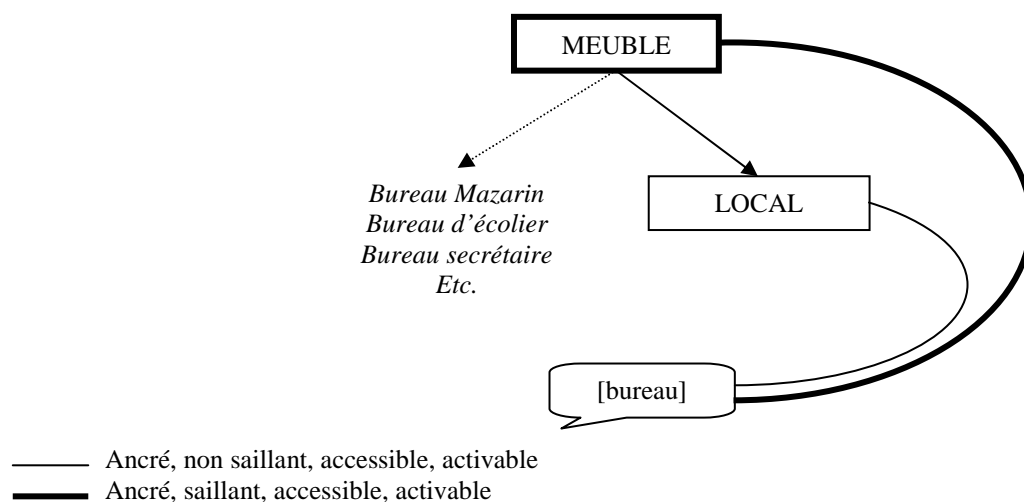 MEUBLE
Bureau Mazarin
Bureau d’écolier
Bureau secrétaire
Etc.
LOCAL
[bureau]
Ancré, non saillant, accessible, activable
Ancré, saillant, accessible, activable